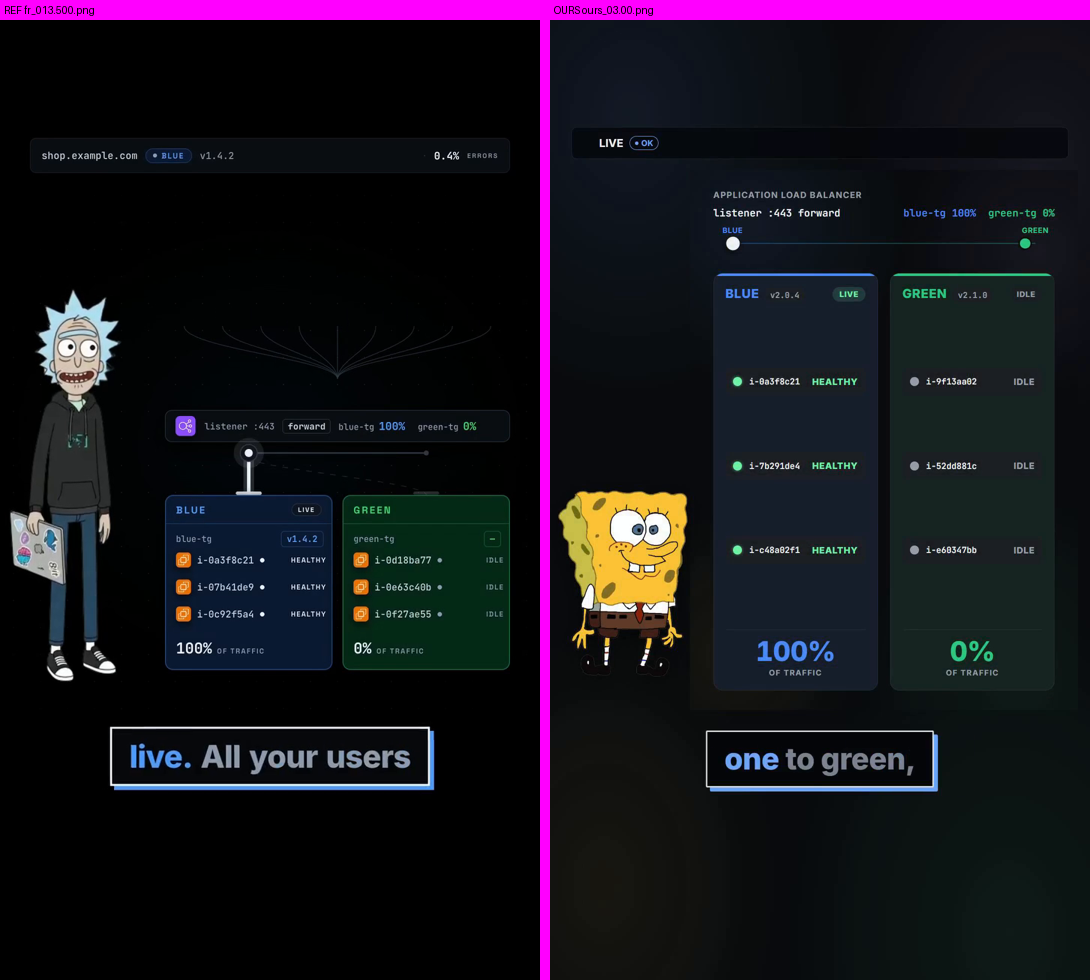 REF fr_013.500.png
shop.example.com BLUE v1.4.2 0.4% ERRORS
listener :443 forward blue-tg 100% green-tg 0%
BLUE LIVE
blue-tg v1.4.2
i-0a3f8c21 HEALTHY
i-07b41de9 HEALTHY
i-0c92f5a4 HEALTHY
100% OF TRAFFIC
GREEN
green-tg –
i-0d18ba77 IDLE
i-0e63c40b IDLE
i-0f27ae55 IDLE
0% OF TRAFFIC
live. All your users
OURS ours_03.00.png
LIVE OK
APPLICATION LOAD BALANCER
listener :443 forward blue-tg 100% green-tg 0%
BLUE GREEN
BLUE v2.0.4 LIVE
i-0a3f8c21 HEALTHY
i-7b291de4 HEALTHY
i-c48a02f1 HEALTHY
100%
OF TRAFFIC
GREEN v2.1.0 IDLE
i-9f13aa02 IDLE
i-52dd881c IDLE
i-e60347bb IDLE
0%
OF TRAFFIC
one to green,